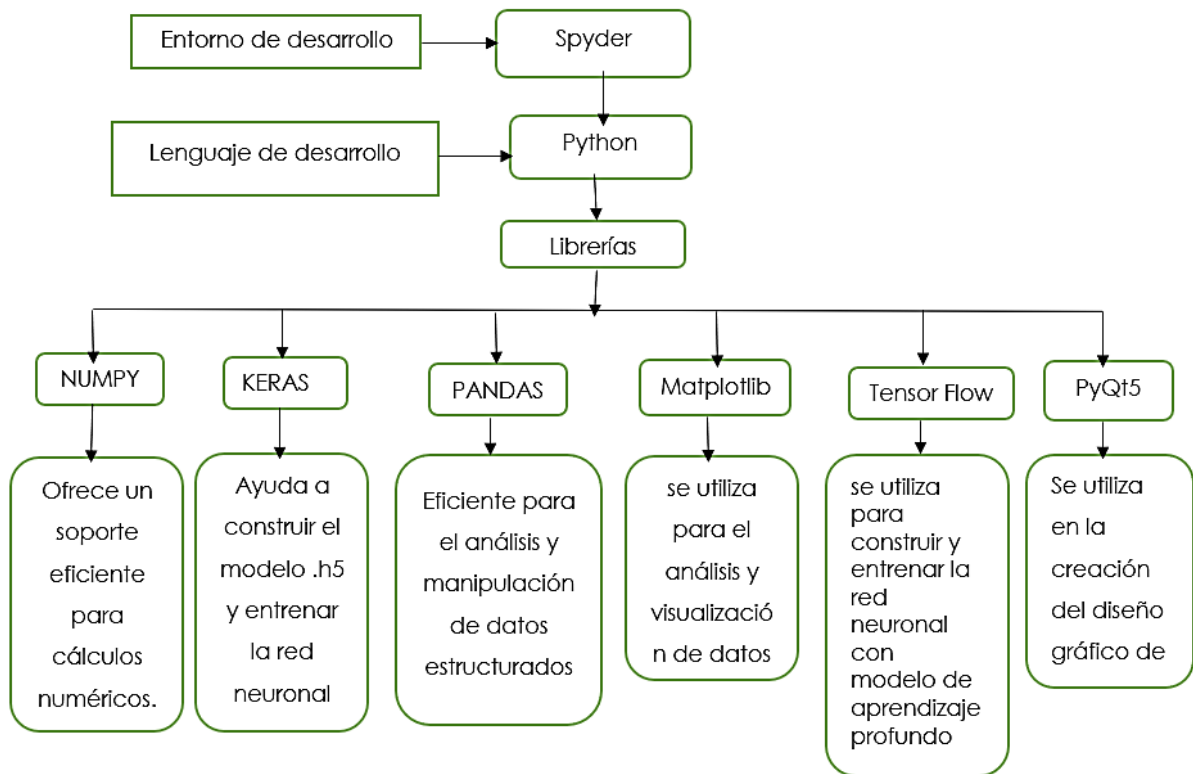 Entorno de desarrollo
Spyder
Lenguaje de desarrollo
Python
Librerías
NUMPY
KERAS
PANDAS
Matplotlib
Tensor Flow
PyQt5
Ofrece un
soporte
eficiente
para
cálculos
numéricos.
Ayuda a
construir el
modelo .h5
y entrenar
la red
neuronal
Eficiente para
el análisis y
manipulación
de datos
estructurados
se utiliza
para el
análisis y
visualizació
n de datos
se utiliza
para
construir y
entrenar la
red
neuronal
con
modelo de
aprendizaje
profundo
Se utiliza
en la
creación
del diseño
gráfico de